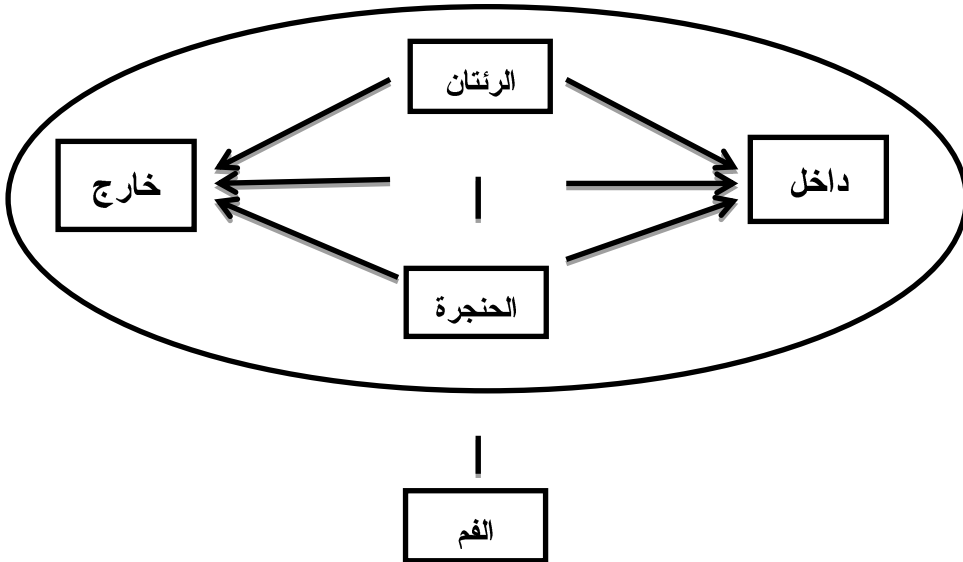 الرئتان
داخل
خارج
الحنجرة
الفم